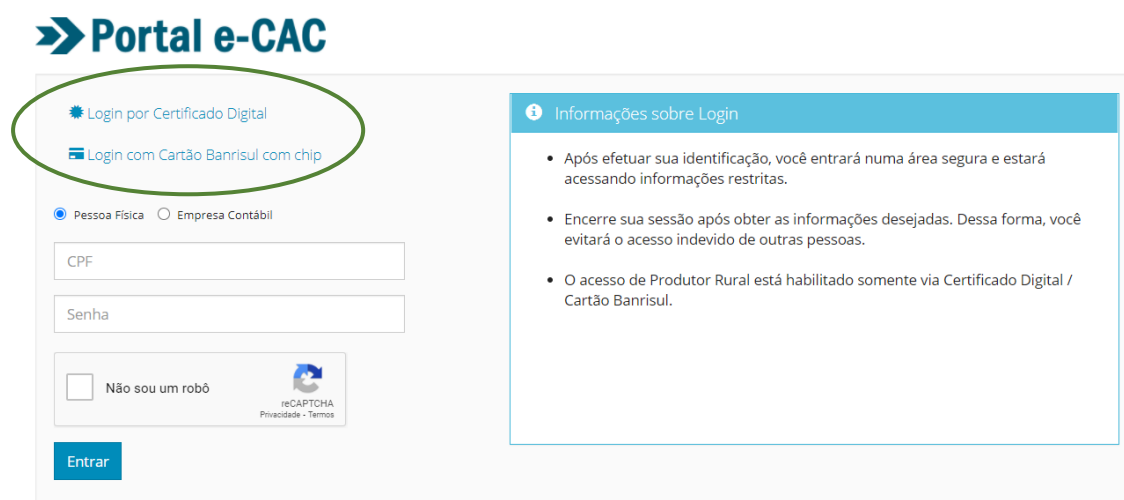 Portal e-CAC
Login por Certificado Digital
Login com Cartão Banrisul com chip
Pessoa Física Empresa Contábil
CPF
Senha
Não sou um robô
reCAPTCHA
Privacidade - Termos
Entrar
Informações sobre Login
Após efetuar sua identificação, você entrará numa área segura e estará
acessando informações restritas.
Encerre sua sessão após obter as informações desejadas. Dessa forma, você
evitará o acesso indevido de outras pessoas.
O acesso de Produtor Rural está habilitado somente via Certificado Digital /
Cartão Banrisul.